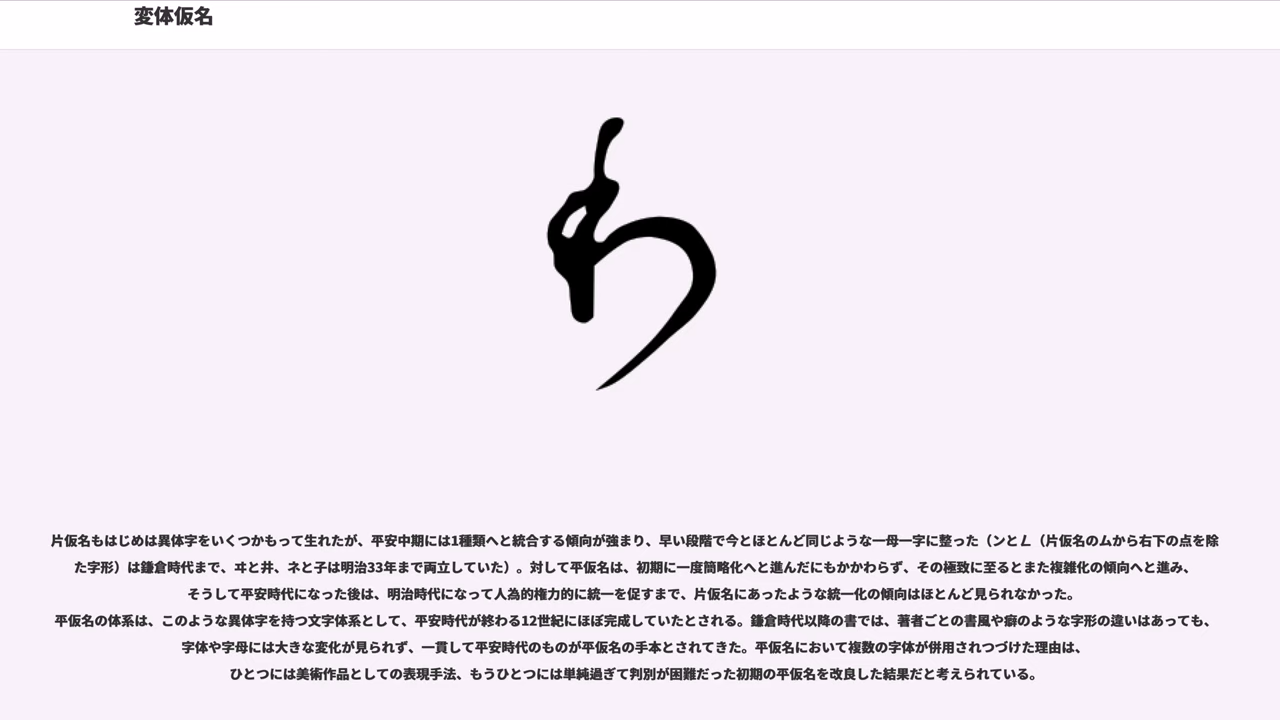 変体仮名
わ
片仮名もはじめは異体字をいくつかもって生れたが、平安中期には1種類へと統合する傾向が強まり、早い段階で今とほとんど同じような一母一字に整った（ンと𛄧（片仮名のムから右下の点を除
た字形）は鎌倉時代まで、ヰと井、ネと子は明治33年まで両立していた）。対して平仮名は、初期に一度簡略化へと進んだにもかかわらず、その極致に至るとまた複雑化の傾向へと進み、
そうして平安時代になった後は、明治時代になって人為的権力的に統一を促すまで、片仮名にあったような統一化の傾向はほとんど見られなかった。
平仮名の体系は、このような異体字を持つ文字体系として、平安時代が終わる12世紀にほぼ完成していたとされる。鎌倉時代以降の書では、著者ごとの書風や癖のような字形の違いはあっても、
字体や字母には大きな変化が見られず、一貫して平安時代のものが平仮名の手本とされてきた。平仮名において複数の字体が併用されつづけた理由は、
ひとつには美術作品としての表現手法、もうひとつには単純過ぎて判別が困難だった初期の平仮名を改良した結果だと考えられている。